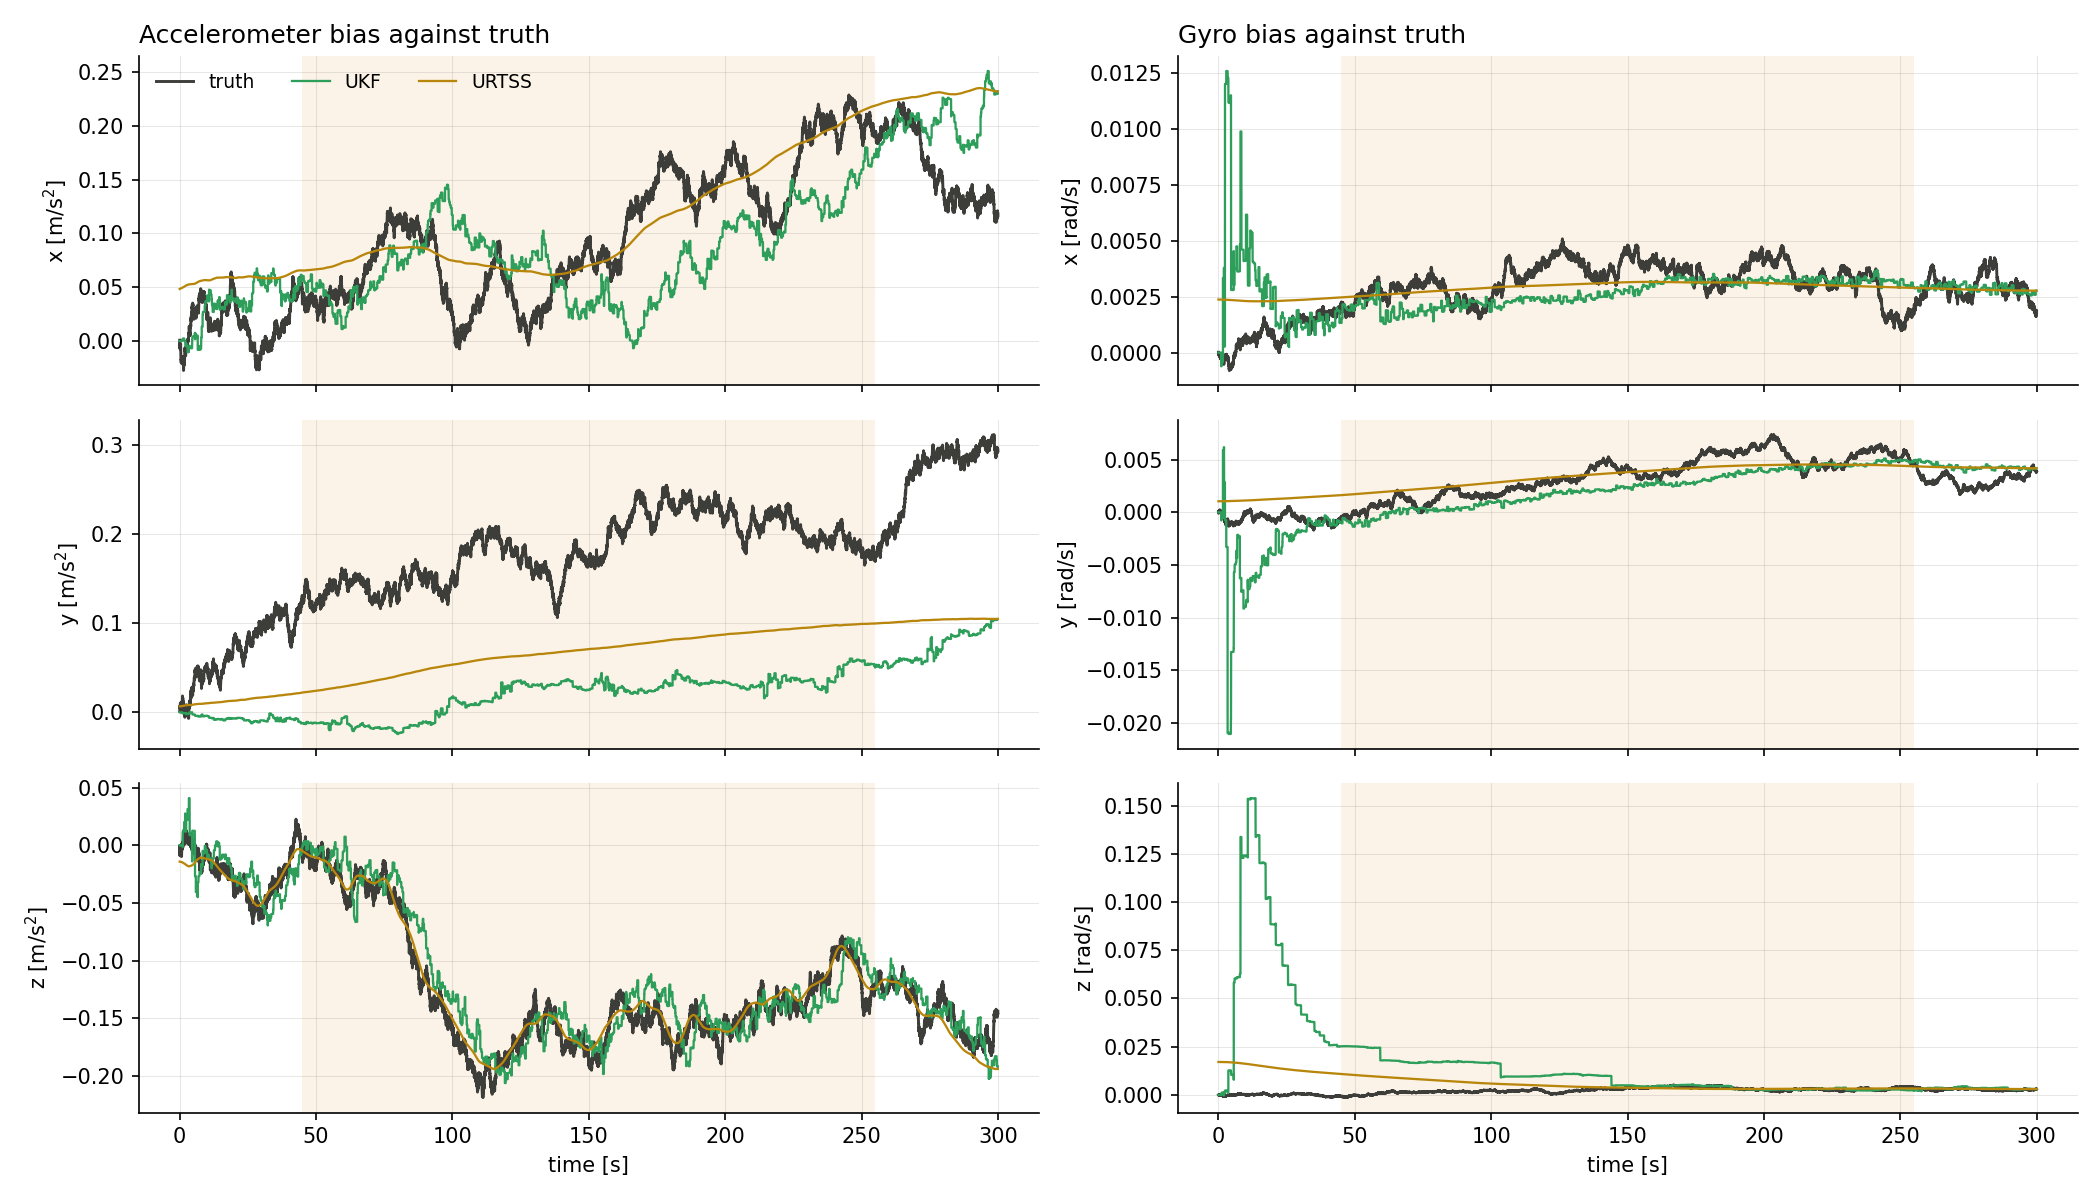 Accelerometer bias against truth
truth UKF URTSS
x [m/s²]
0.25
0.20
0.15
0.10
0.05
0.00
Gyro bias against truth
x [rad/s]
0.0125
0.0100
0.0075
0.0050
0.0025
0.0000
y [m/s²]
0.3
0.2
0.1
0.0
y [rad/s]
0.005
0.000
−0.005
−0.010
−0.015
−0.020
z [m/s²]
0.05
0.00
−0.05
−0.10
−0.15
−0.20
0 50 100 150 200 250 300
time [s]
z [rad/s]
0.150
0.125
0.100
0.075
0.050
0.025
0.000
0 50 100 150 200 250 300
time [s]